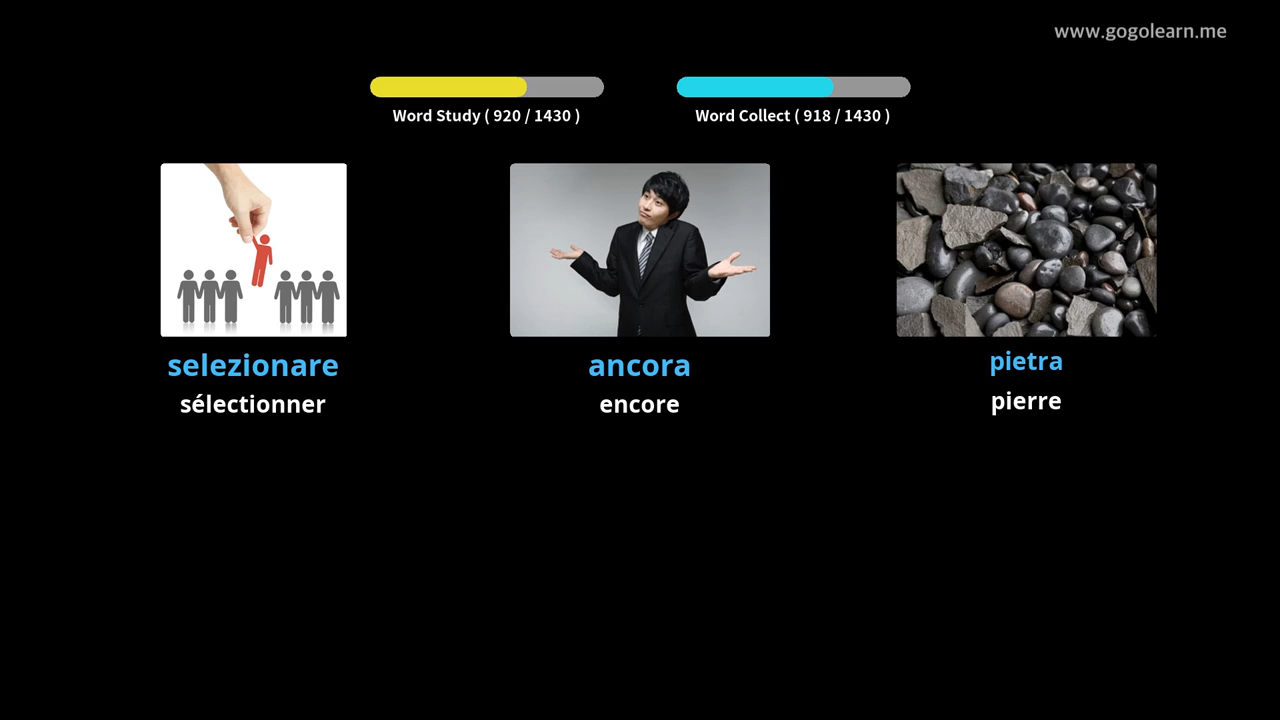 www.gogolearn.me
Word Study ( 920 / 1430 )
Word Collect ( 918 / 1430 )
selezionare
sélectionner
ancora
encore
pietra
pierre